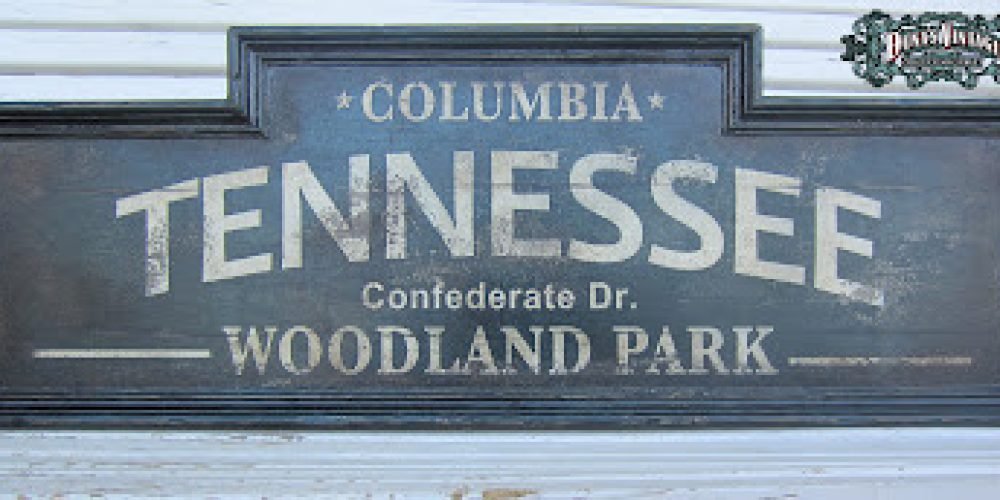 ★COLUMBIA★
TENNESSEE
Confederate Dr.
WOODLAND PARK